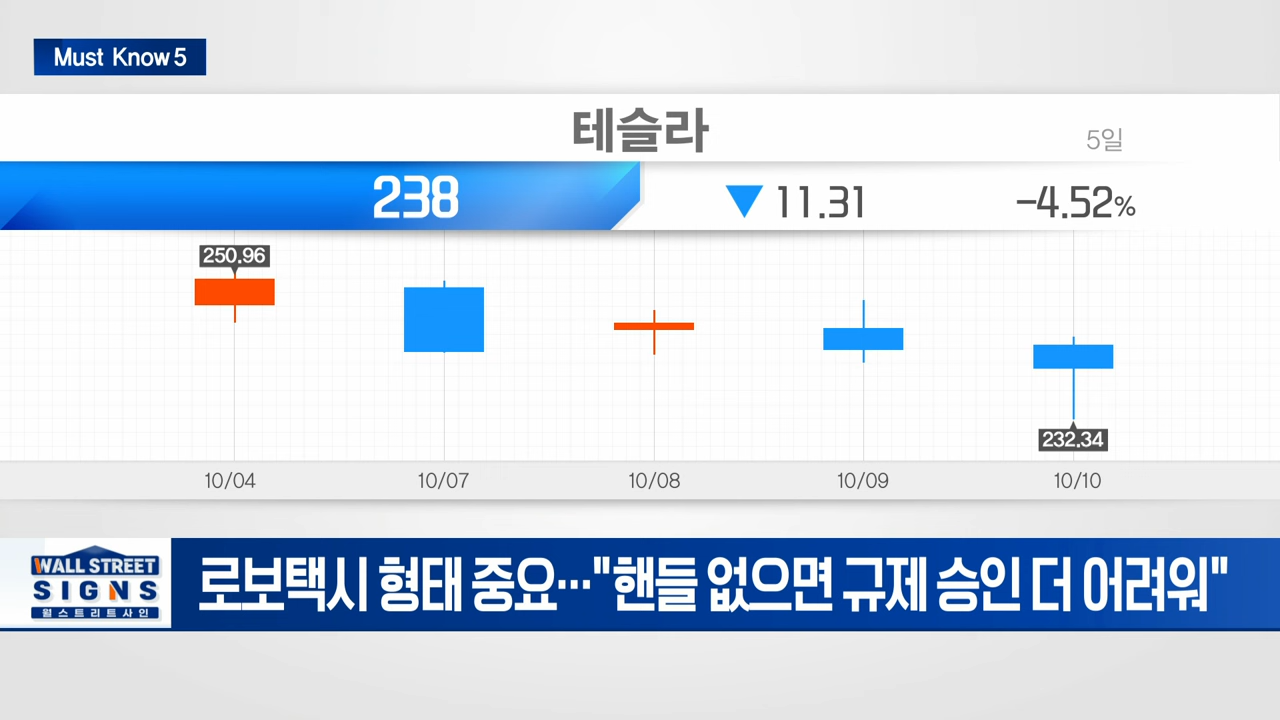 Must Know 5
테슬라
5일
238
▼ 11.31
-4.52%
250.96
232.34
10/04
10/07
10/08
10/09
10/10
WALL STREET
SIGNS
월스트리트사인
로보택시 형태 중요…"핸들 없으면 규제 승인 더 어려워"